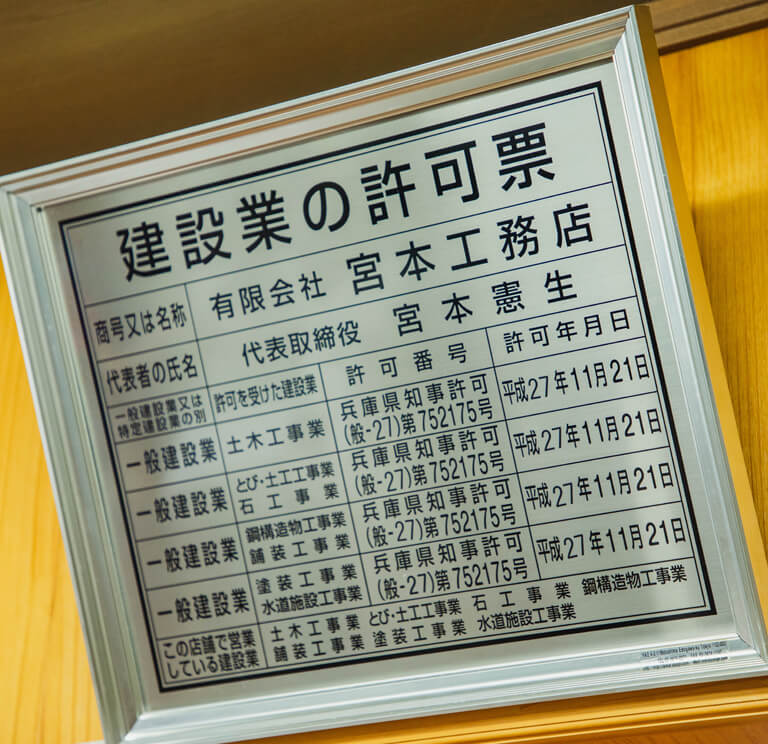 建設業の許可票
商号又は名称 有限会社 宮本工務店
代表者の氏名 代表取締役 宮本憲生
一般建設業又は特定建設業の別 許可を受けた建設業 許可番号 許可年月日
一般建設業 土木工事業 兵庫県知事許可(般-27)第752175号 平成27年11月21日
一般建設業 とび・土工工事業 石工事業 兵庫県知事許可(般-27)第752175号 平成27年11月21日
一般建設業 鋼構造物工事業 舗装工事業 兵庫県知事許可(般-27)第752175号 平成27年11月21日
一般建設業 塗装工事業 水道施設工事業 兵庫県知事許可(般-27)第752175号 平成27年11月21日
この店舗で営業している建設業 土木工事業 とび・土工工事業 石工事業 鋼構造物工事業
舗装工事業 塗装工事業 水道施設工事業